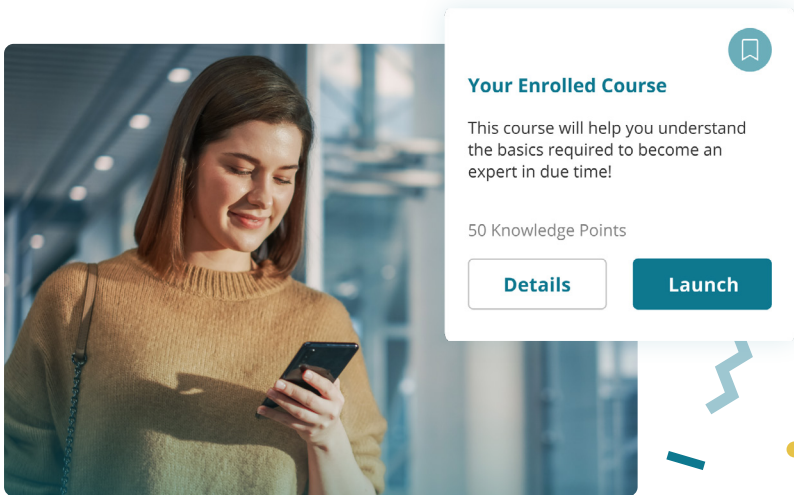 Your Enrolled Course
This course will help you understand
the basics required to become an
expert in due time!
50 Knowledge Points
Details
Launch